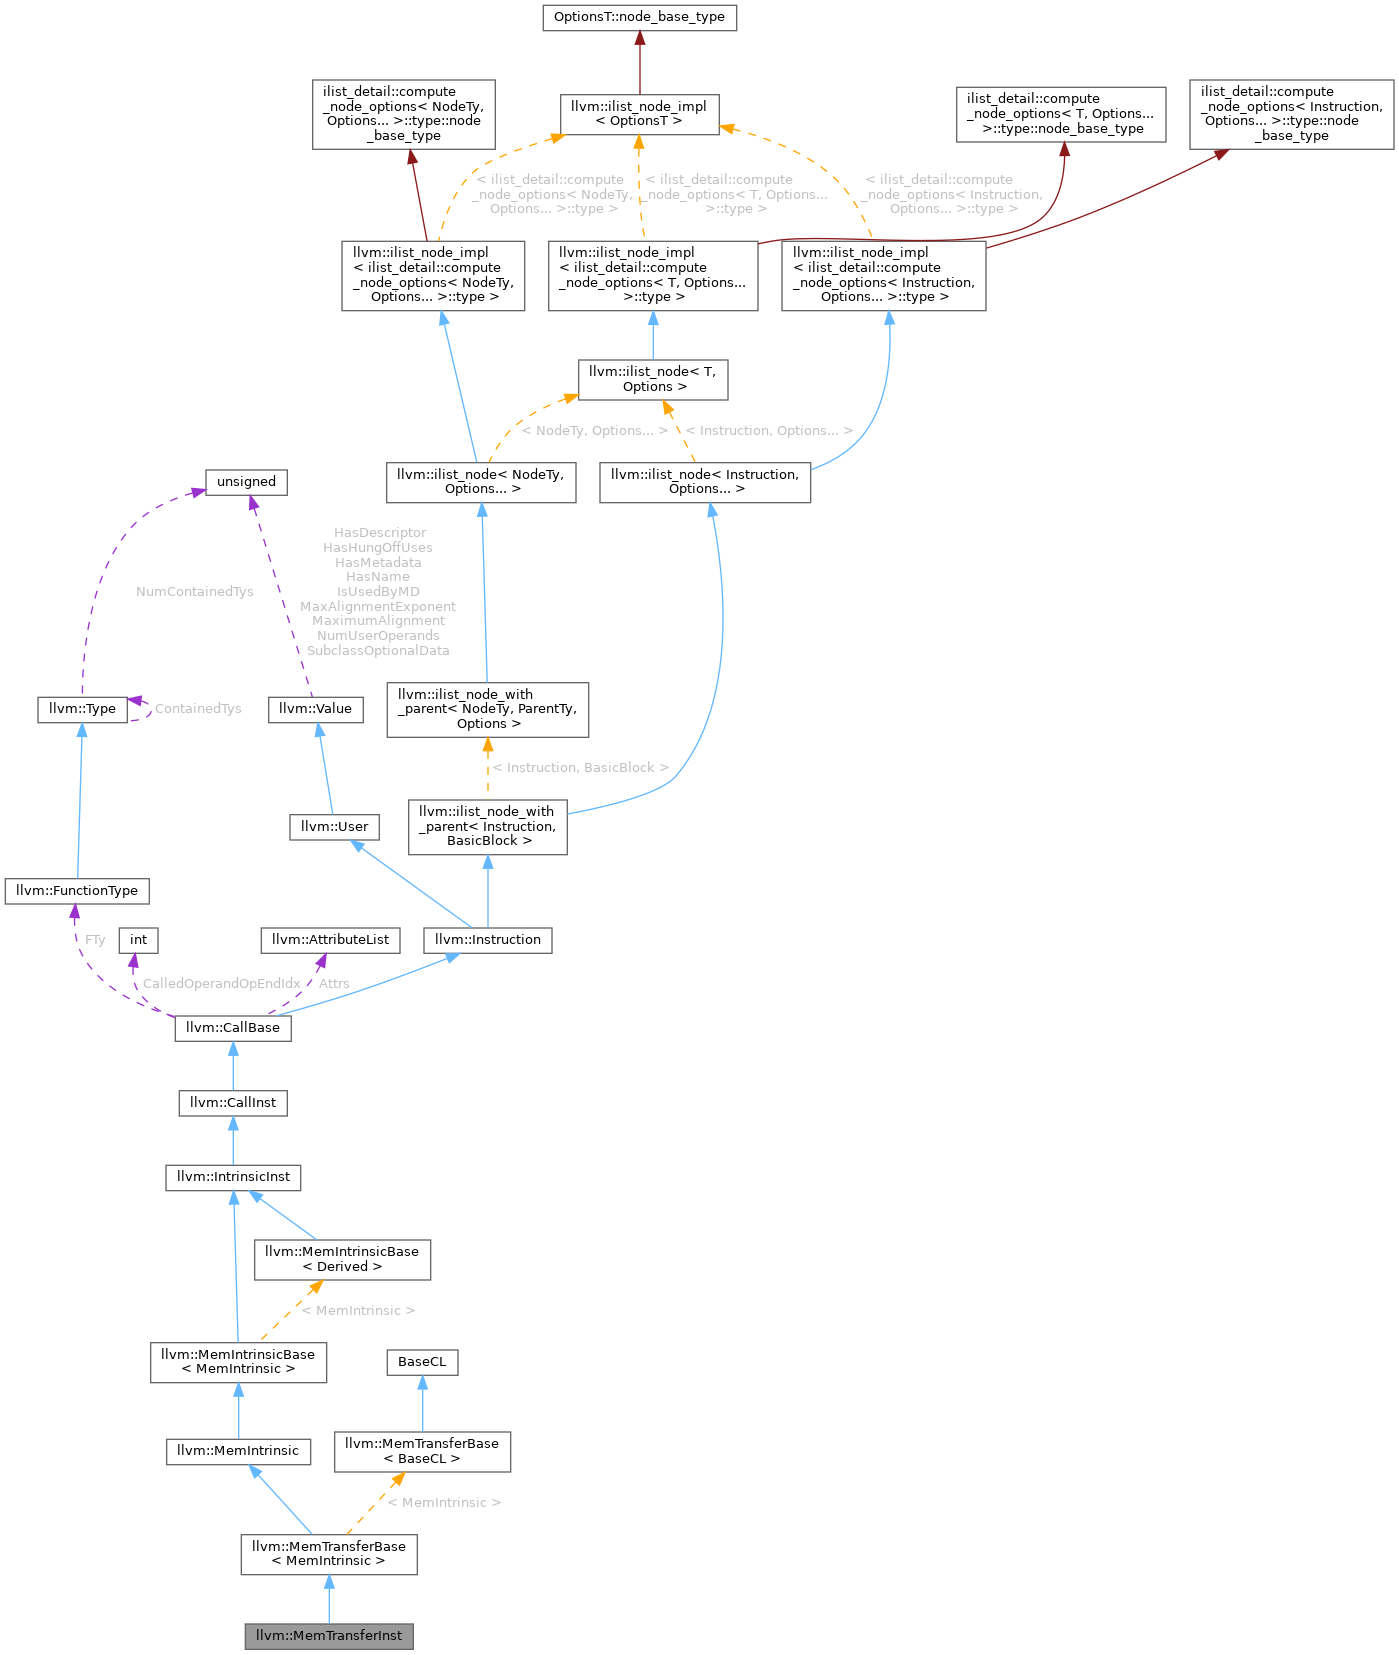 OptionsT::node_base_type
ilist_detail::compute
_node_options< NodeTy,
Options... >::type::node
_base_type
llvm::ilist_node_impl
< OptionsT >
ilist_detail::compute
_node_options< T, Options...
>::type::node_base_type
ilist_detail::compute
_node_options< Instruction,
Options... >::type::node
_base_type
< ilist_detail::compute
_node_options< NodeTy,
Options... >::type >
< ilist_detail::compute
_node_options< T, Options...
>::type >
< ilist_detail::compute
_node_options< Instruction,
Options... >::type >
llvm::ilist_node_impl
< ilist_detail::compute
_node_options< NodeTy,
Options... >::type >
llvm::ilist_node_impl
< ilist_detail::compute
_node_options< T, Options...
>::type >
llvm::ilist_node_impl
< ilist_detail::compute
_node_options< Instruction,
Options... >::type >
llvm::ilist_node< T,
Options >
< NodeTy, Options... >
< Instruction, Options... >
unsigned
llvm::ilist_node< NodeTy,
Options... >
llvm::ilist_node< Instruction,
Options... >
NumContainedTys
HasDescriptor
HasHungOffUses
HasMetadata
HasName
IsUsedByMD
MaxAlignmentExponent
MaximumAlignment
NumUserOperands
SubclassOptionalData
llvm::Type
ContainedTys
llvm::Value
llvm::ilist_node_with
_parent< NodeTy, ParentTy,
Options >
< Instruction, BasicBlock >
llvm::User
llvm::ilist_node_with
_parent< Instruction,
BasicBlock >
llvm::FunctionType
FTy
int
llvm::AttributeList
llvm::Instruction
CalledOperandOpEndIdx
Attrs
llvm::CallBase
llvm::CallInst
llvm::IntrinsicInst
llvm::MemIntrinsicBase
< Derived >
< MemIntrinsic >
llvm::MemIntrinsicBase
< MemIntrinsic >
BaseCL
llvm::MemIntrinsic
llvm::MemTransferBase
< BaseCL >
< MemIntrinsic >
llvm::MemTransferBase
< MemIntrinsic >
llvm::MemTransferInst